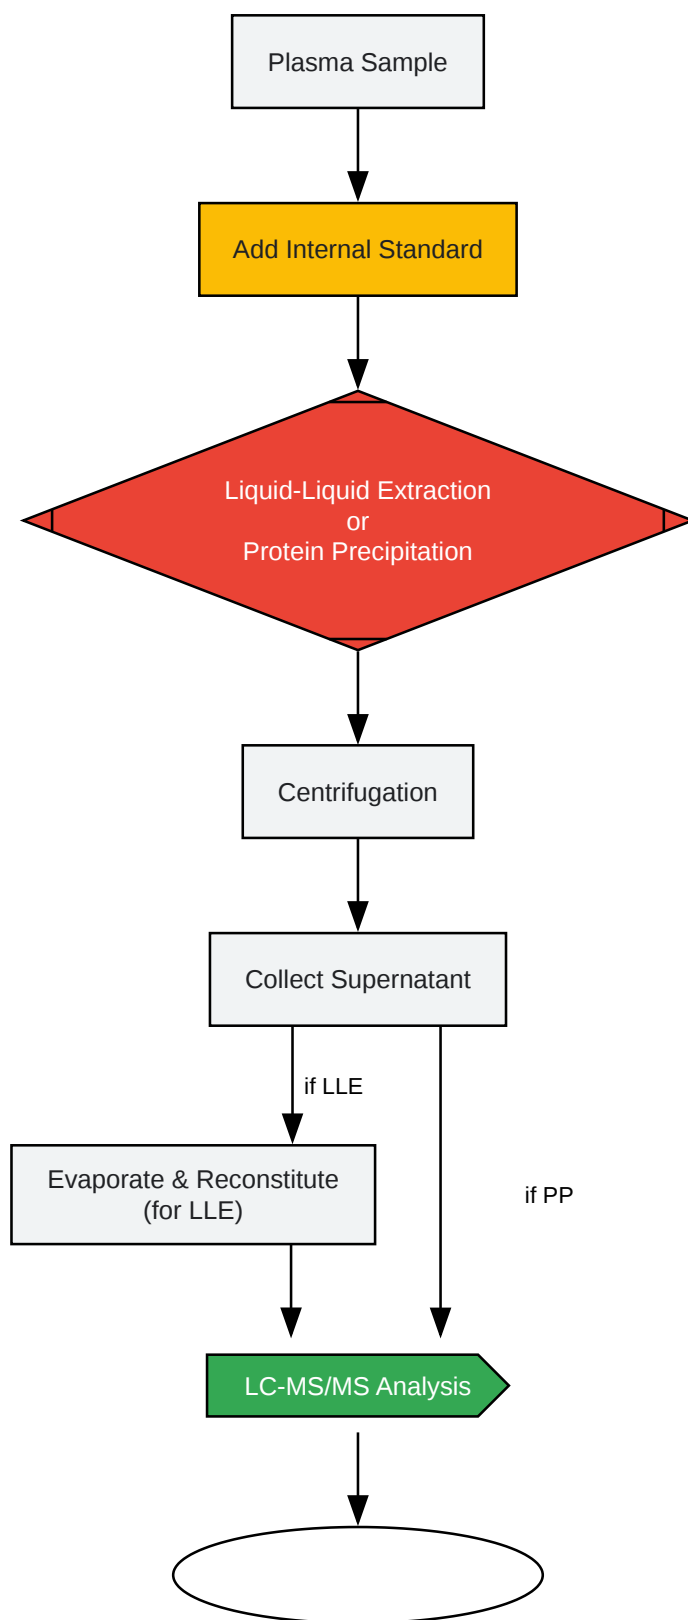 Plasma Sample
Add Internal Standard
Liquid-Liquid Extraction
or
Protein Precipitation
Centrifugation
Collect Supernatant
if LLE
Evaporate & Reconstitute
(for LLE)
if PP
LC-MS/MS Analysis